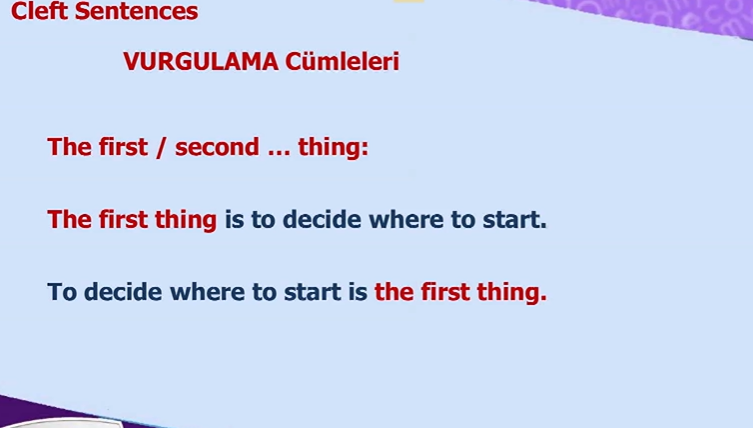 Cleft Sentences
VURGULAMA Cümleleri
The first / second ... thing:
The first thing is to decide where to start.
To decide where to start is the first thing.